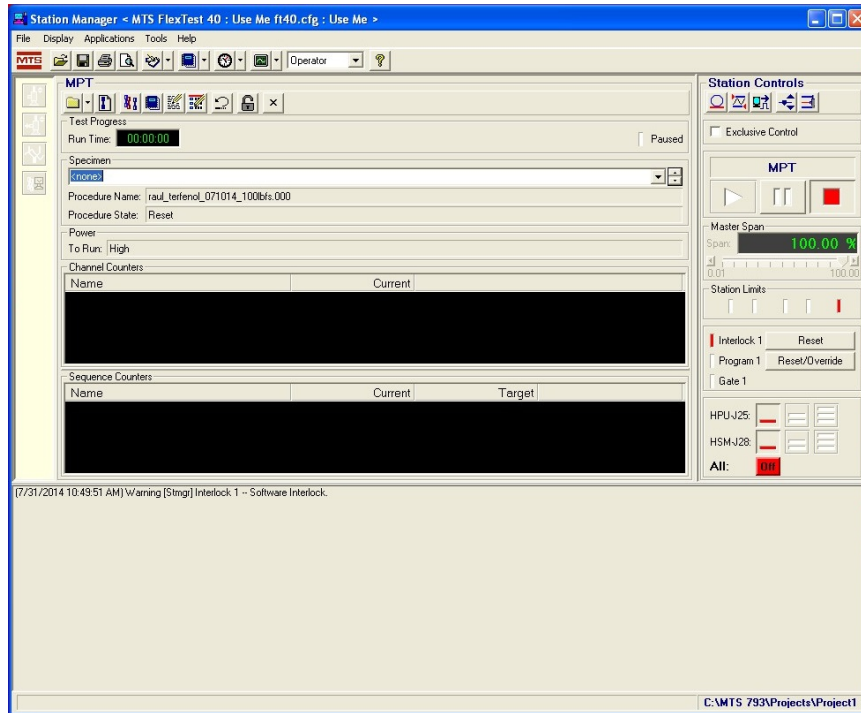 Station Manager < MTS FlexTest 40 : Use Me ft40.cfg : Use Me >
File Display Applications Tools Help
MTS
Operator
MPT
Test Progress
Run Time: 00:00:00
Paused
Specimen
<none>
Procedure Name: raul_terfenol_071014_100lbfs.000
Procedure State: Reset
Power
To Run: High
Channel Counters
Name Current
Sequence Counters
Name Current Target
Station Controls
Exclusive Control
MPT
Master Span
Span: 100.00 %
0.01 100.00
Station Limits
Interlock 1 Reset
Program 1 Reset/Override
Gate 1
HPU-J25:
HSM-J28:
All: Off
(7/31/2014 10:49:51 AM) Warning [Stmgr] Interlock 1 -- Software Interlock.
C:\MTS 793\Projects\Project1